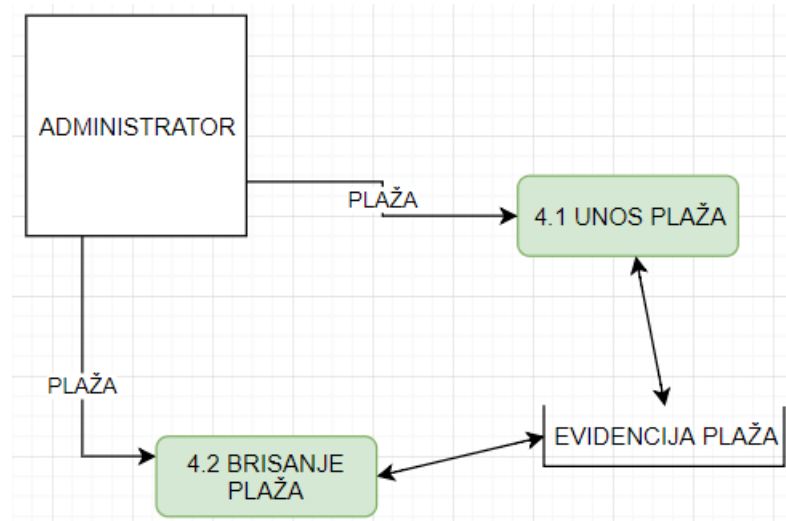 ADMINISTRATOR
PLAŽA
4.1 UNOS PLAŽA
PLAŽA
EVIDENCIJA PLAŽA
4.2 BRISANJE
PLAŽA